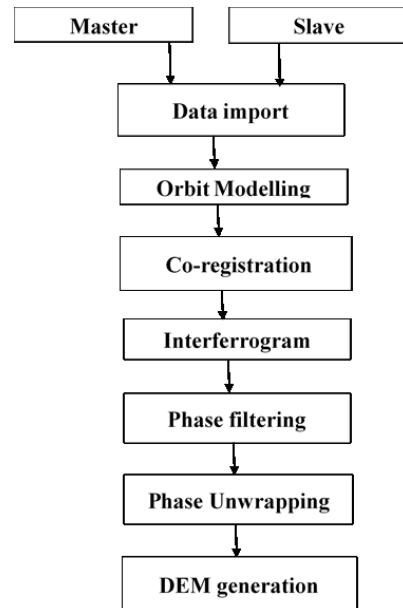 Master
Slave
Data import
Orbit Modelling
Co-registration
Interferrogram
Phase filtering
Phase Unwrapping
DEM generation